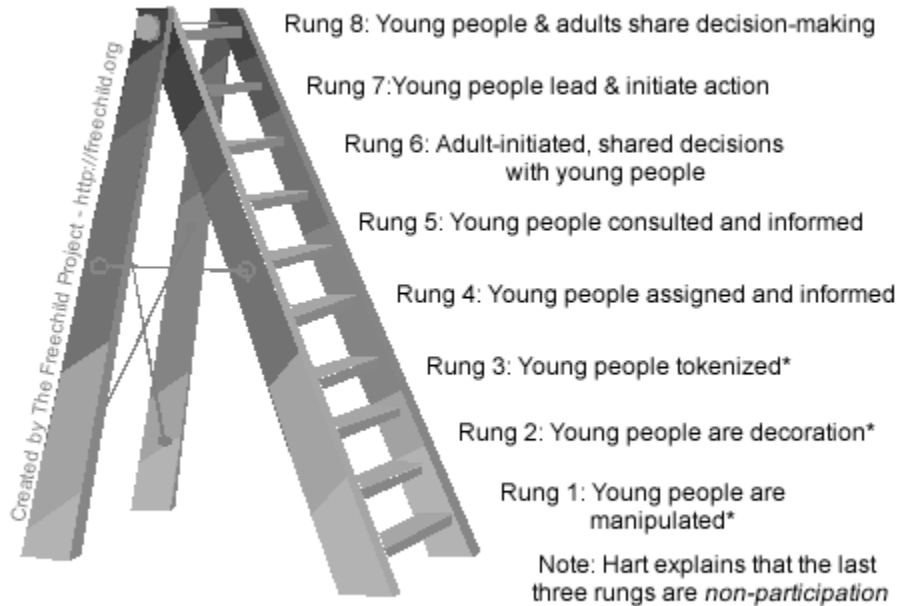 Rung 8: Young people & adults share decision-making
Rung 7:Young people lead & initiate action
Rung 6: Adult-initiated, shared decisions
with young people
Rung 5: Young people consulted and informed
Rung 4: Young people assigned and informed
Rung 3: Young people tokenized*
Rung 2: Young people are decoration*
Rung 1: Young people are
manipulated*
Note: Hart explains that the last
three rungs are non-participation
Created by The Freechild Project - http://freechild.org